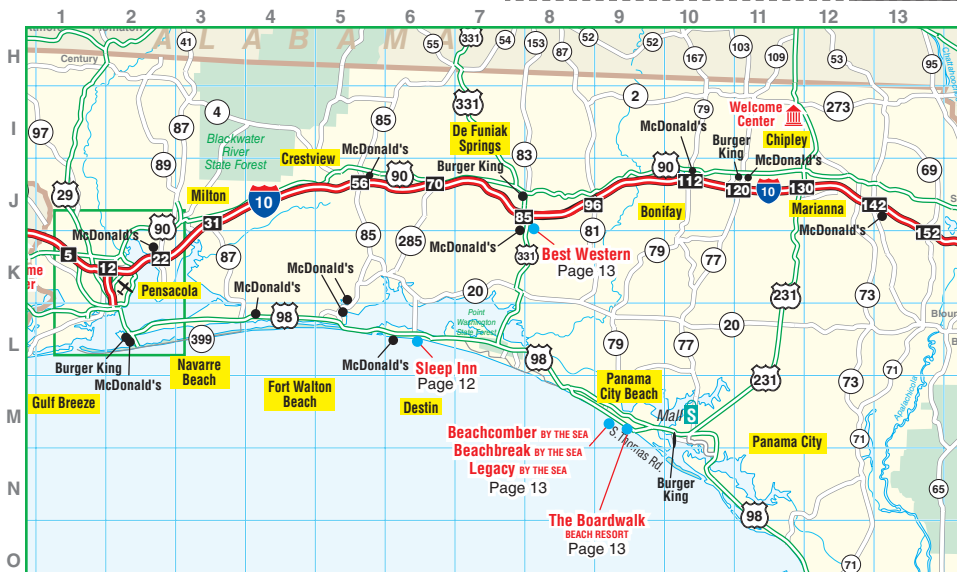 1 2 3 4 5 6 7 8 9 10 11 12 13
H
I
J
K
L
M
N
O
A L A B A M A
Century
41
55
331
54
153
87
52
52
167
103
109
53
95
97
4
87
89
85
331
2
79
273
Blackwater
River
State Forest
De Funiak
Springs
Welcome
Center
Chipley
McDonald's
Burger
King
McDonald's
Crestview
McDonald's
90
Burger King
83
90
69
29
Milton
10
56
70
112
120
10
130
142
152
Marianna
Bonifay
31
85
96
90
McDonald's
5
12
22
85
285
McDonald's
331
81
79
77
Best Western
Page 13
87
McDonald's
McDonald's
20
Pensacola
231
73
98
Point
Washington
State Forest
20
399
McDonald's
98
79
77
71
Burger King
McDonald's
Navarre
Beach
Sleep Inn
Page 12
Gulf Breeze
Fort Walton
Beach
Destin
Panama
City Beach
231
73
Apalachicola
Mall S
Beachcomber BY THE SEA
Beachbreak BY THE SEA
Legacy BY THE SEA
Page 13
S. Thomas Rd.
Panama City
71
Burger
King
65
98
The Boardwalk
BEACH RESORT
Page 13
71